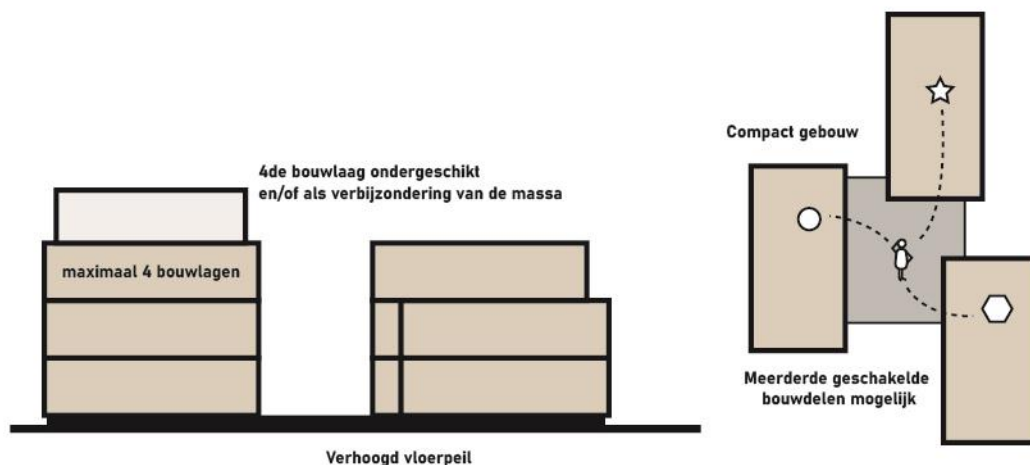 Compact gebouw
4de bouwlaag ondergeschikt
en/of als verbijzondering van de massa
maximaal 4 bouwlagen
Meerderde geschakelde
bouwdelen mogelijk
Verhoogd vloerpeil